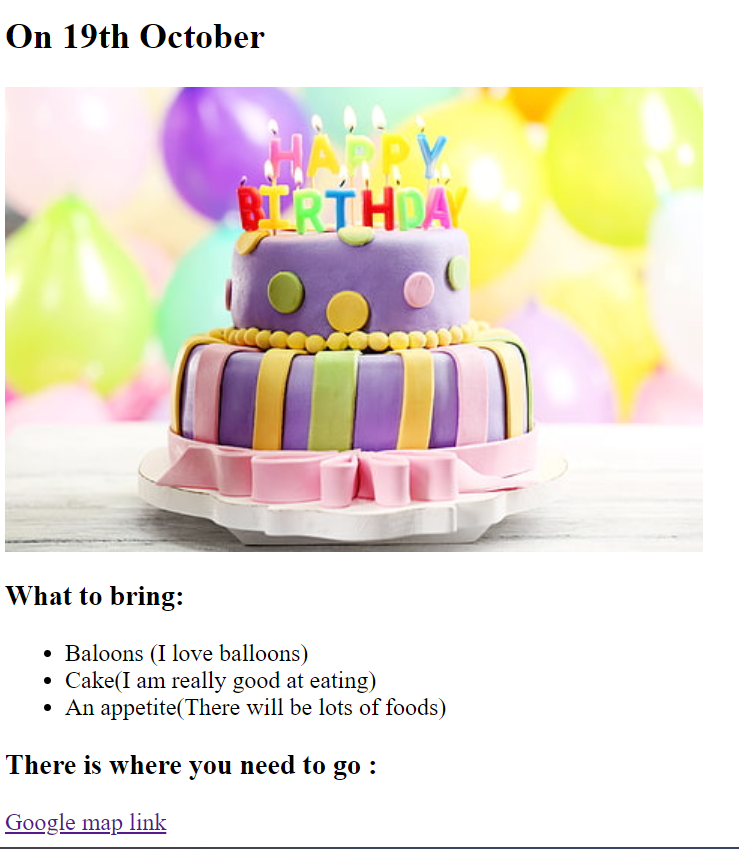 On 19th October
HAPPY
BIRTHDAY
What to bring:
Baloons (I love balloons)
Cake(I am really good at eating)
An appetite(There will be lots of foods)
There is where you need to go :
Google map link